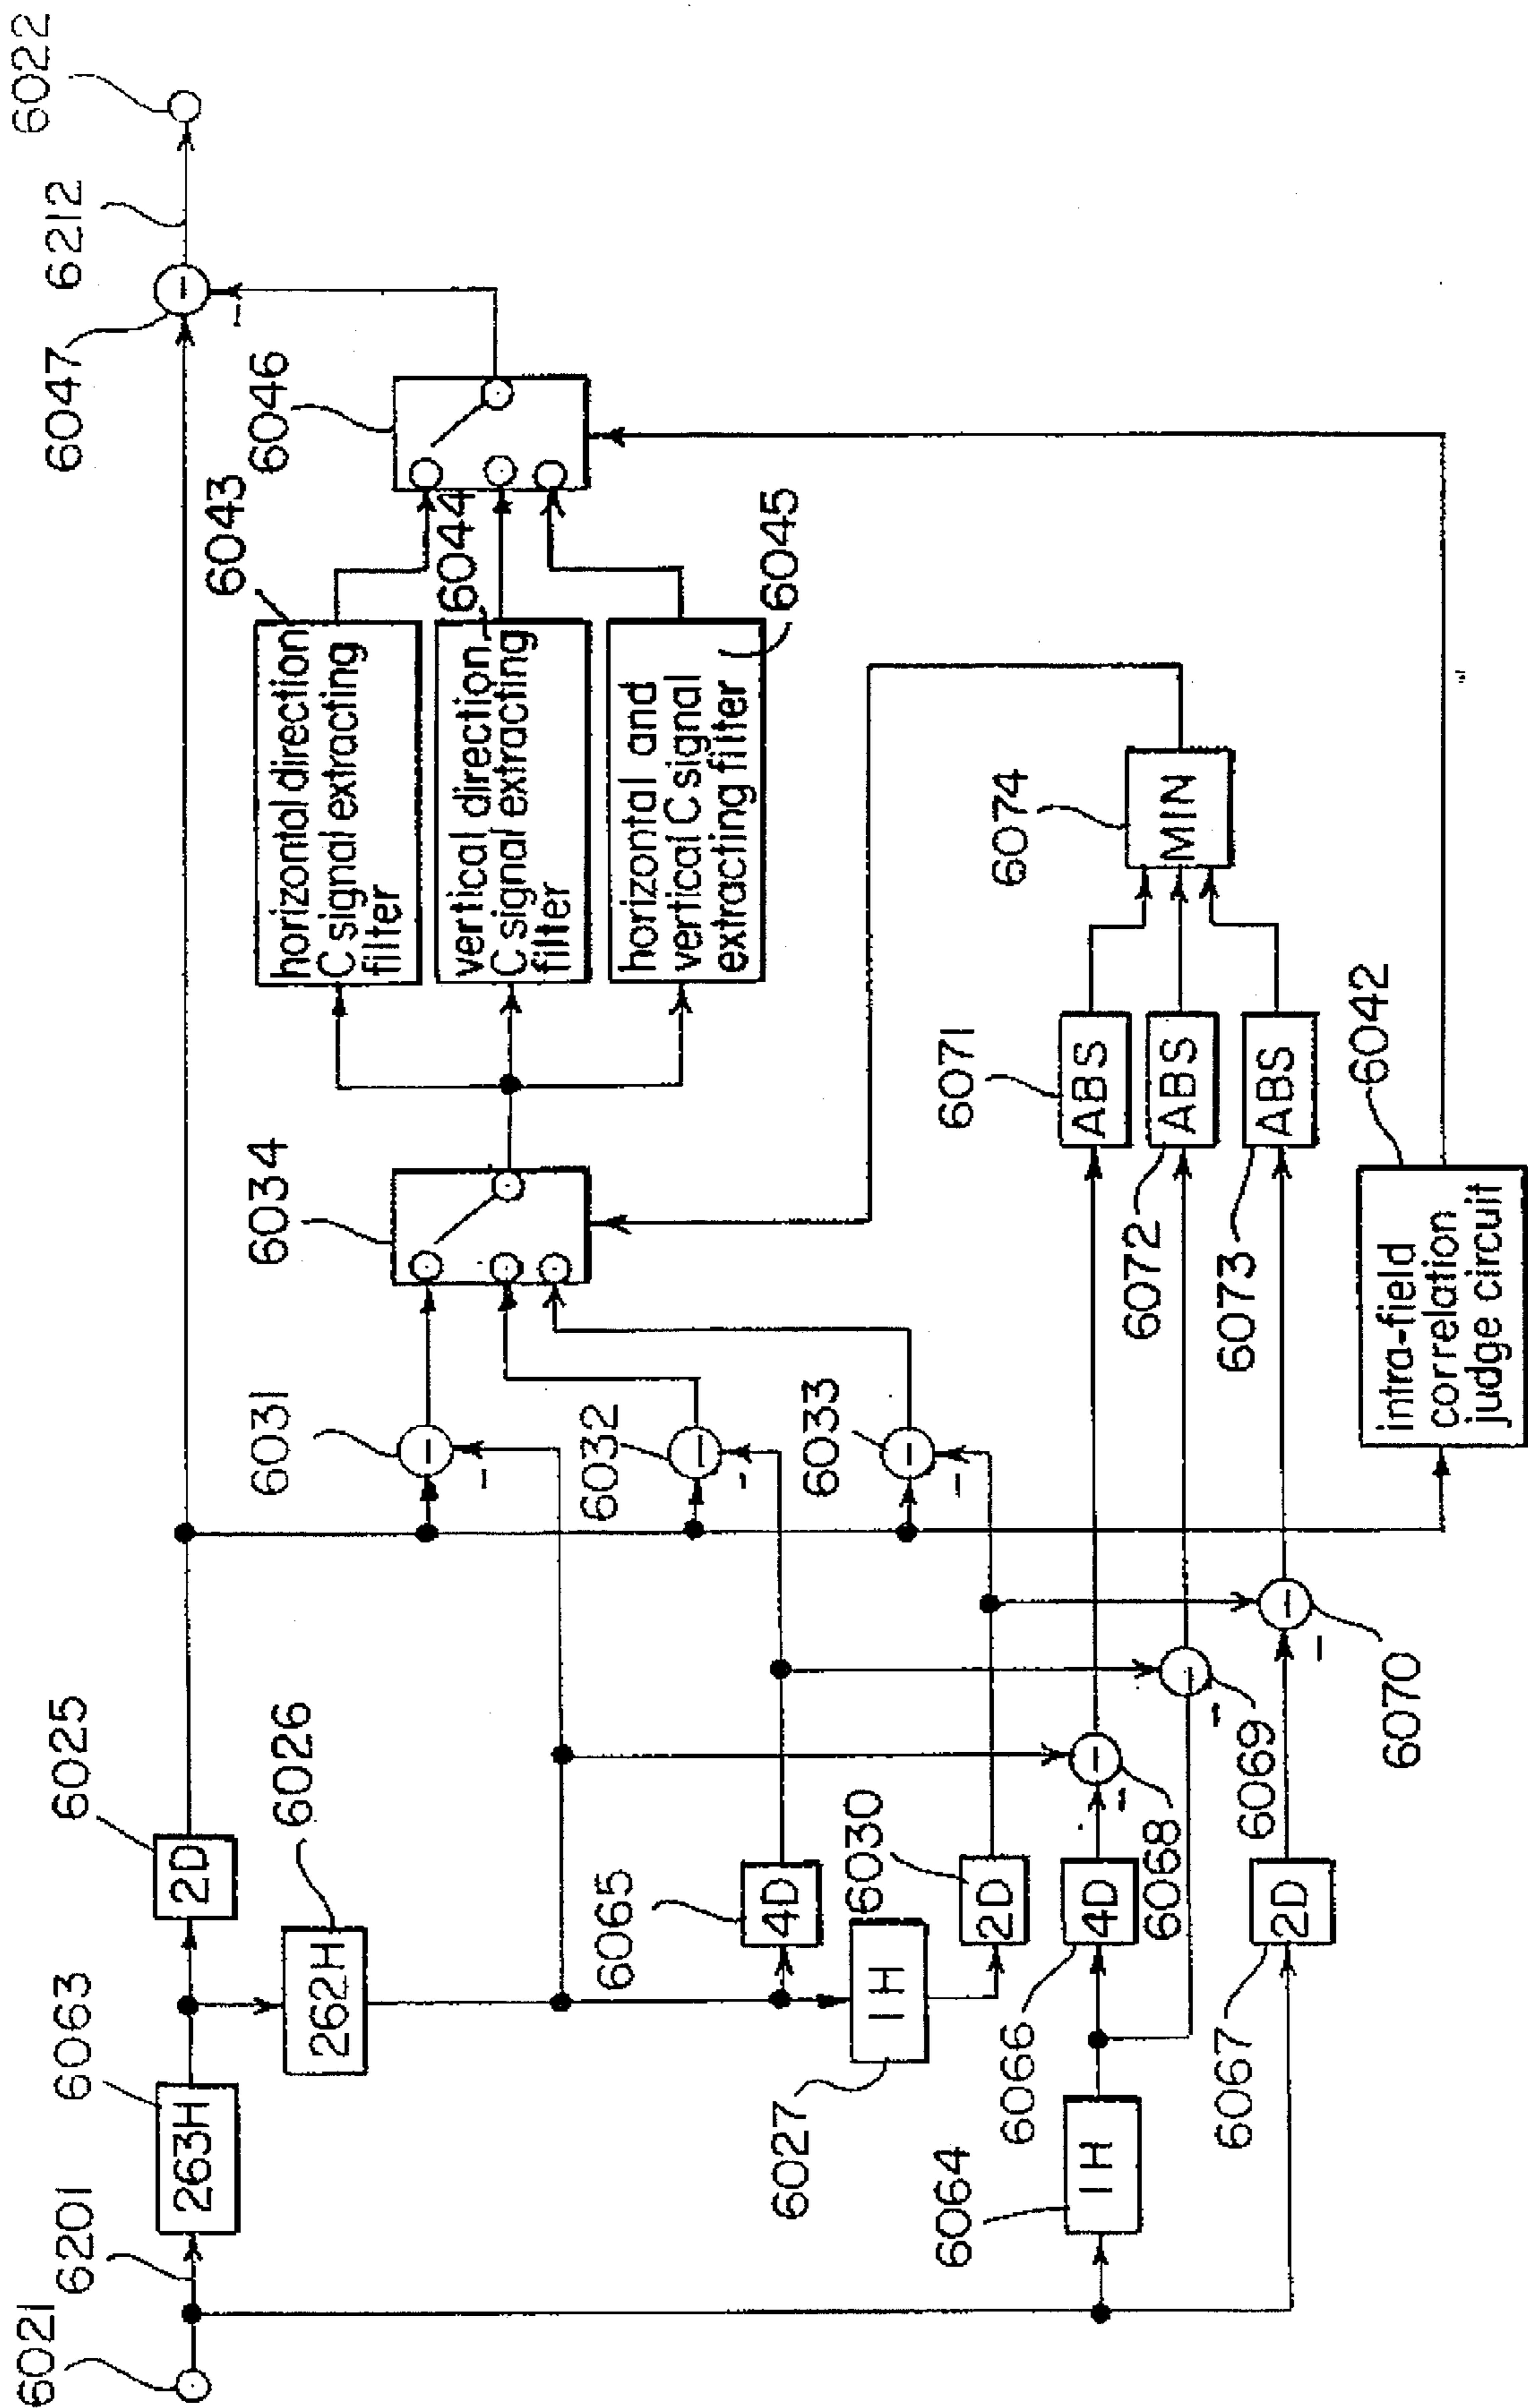 6021
6201
6063
263H
6025
2D
6026
262H
6047
6212
6022
6031
6034
6043
horizontal direction
C signal extracting
filter
6044
vertical direction
C signal extracting
filter
6045
horizontal and
vertical C signal
extracting filter
6046
6032
6033
6065
4D
6027
1H
6030
2D
6064
1H
6066
4D
6067
2D
6068
6069
6070
6071
ABS
6072
ABS
6073
ABS
6074
MIN
6042
intra-field
correlation
judge circuit